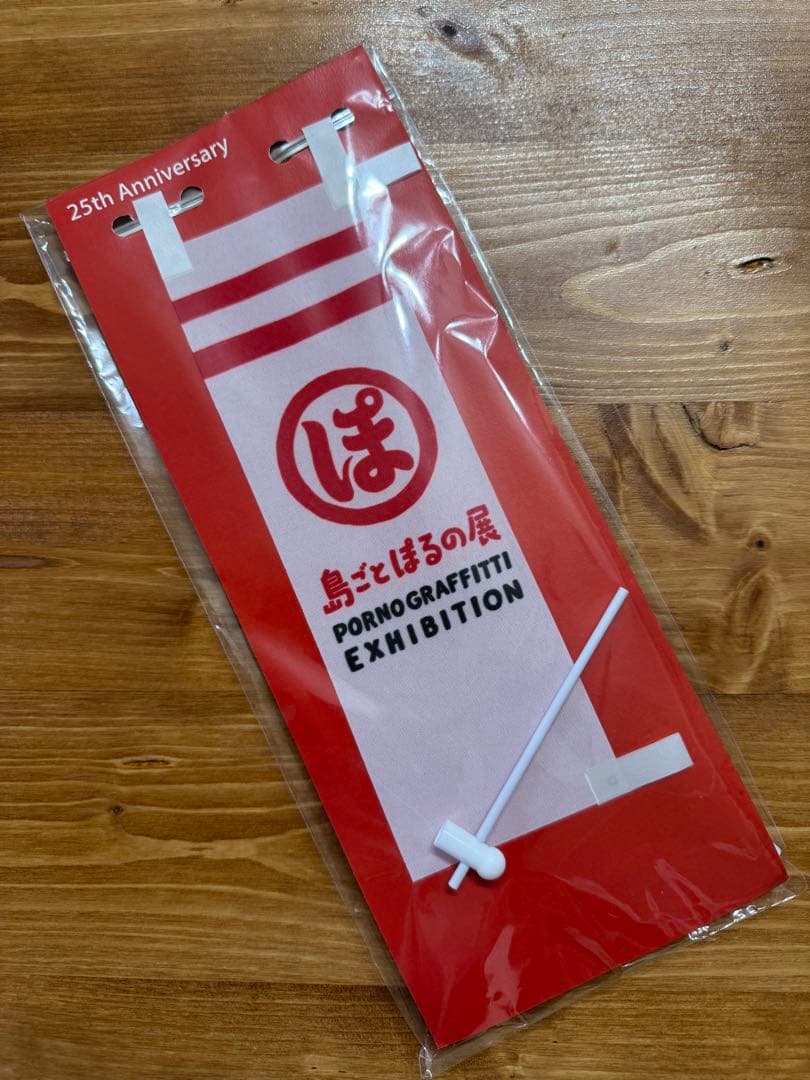 25th Anniversary
ぽ
島ごとぽるの展
PORNOGRAFFITTI
EXHIBITION